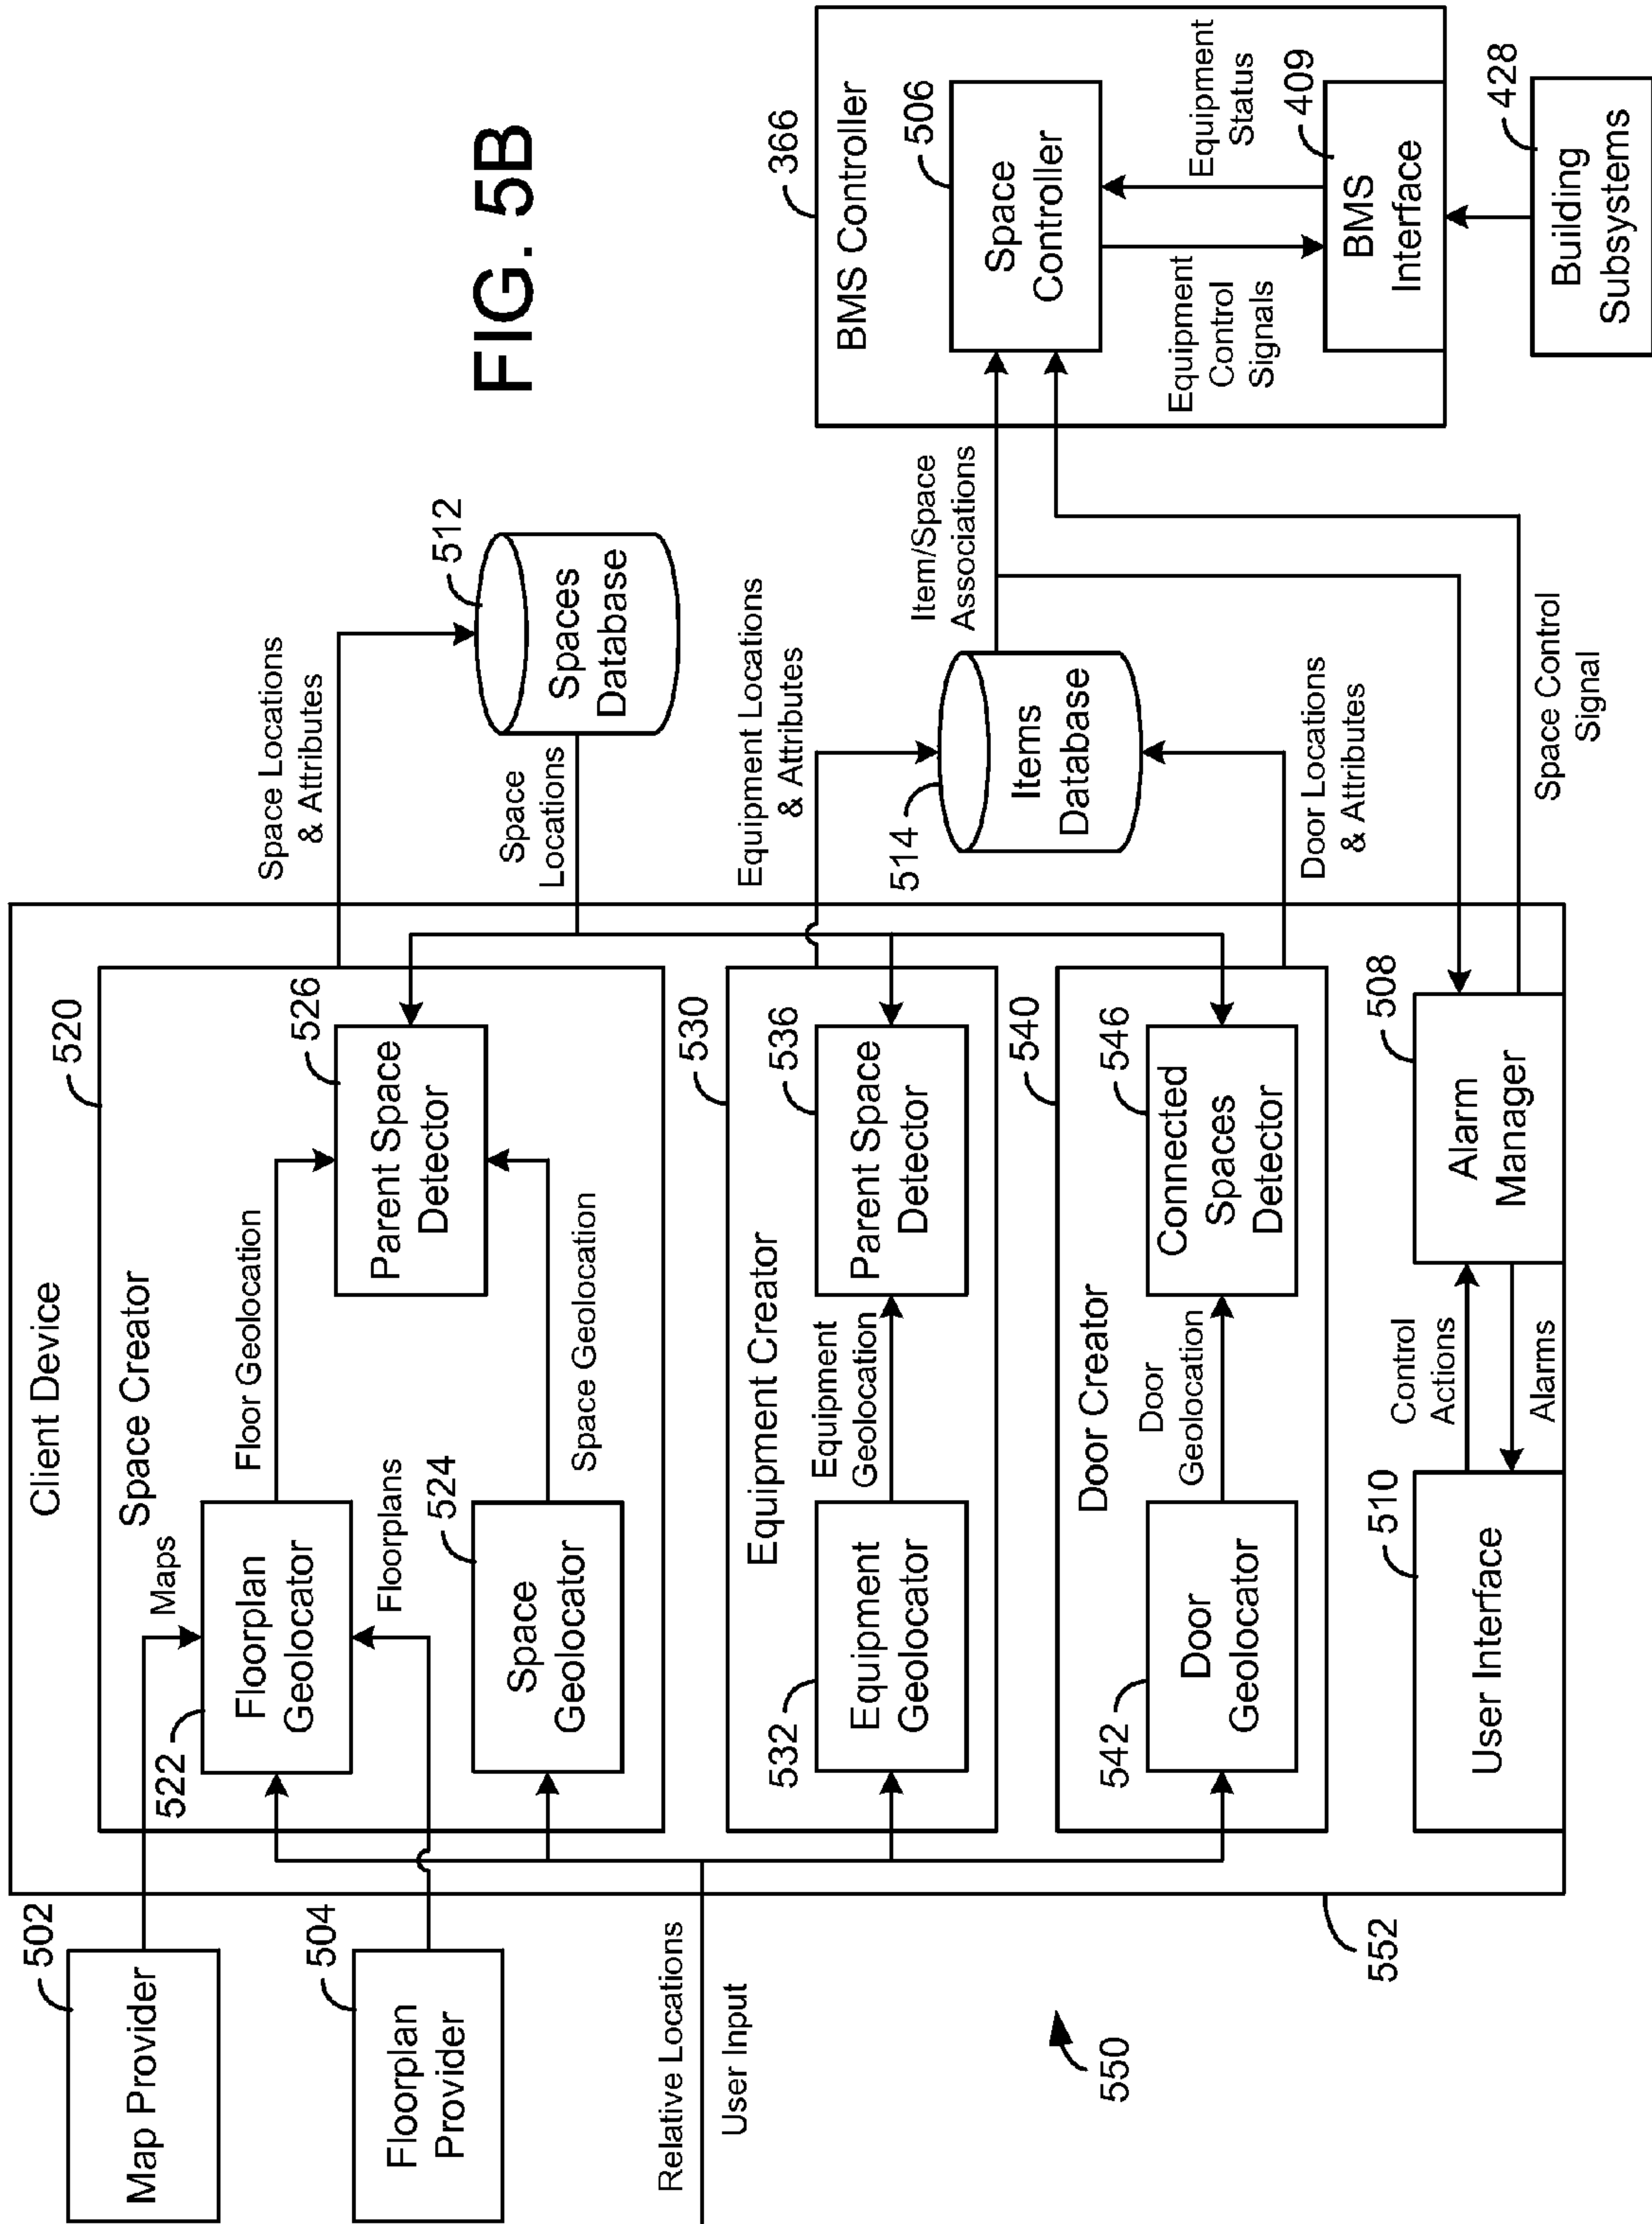 502
Map Provider
504
Floorplan
Provider
Relative Locations
User Input
550
552
Client Device
520
Space Creator
Maps
522
Floorplan
Geolocator
Floorplans
Floor Geolocation
526
Parent Space
Detector
524
Space
Geolocator
Space Geolocation
530
Equipment Creator
532
Equipment
Geolocator
Equipment
Geolocation
536
Parent Space
Detector
540
Door Creator
542
Door
Geolocator
Door
Geolocation
546
Connected
Spaces
Detector
510
User Interface
Control
Actions
Alarms
508
Alarm
Manager
Space Locations
& Attributes
512
Spaces
Database
Space
Locations
Equipment Locations
& Attributes
514
Items
Database
Door Locations
& Attributes
Item/Space
Associations
Space Control
Signal
FIG. 5B
366
BMS Controller
506
Space
Controller
Equipment
Status
Equipment
Control
Signals
409
BMS
Interface
428
Building
Subsystems